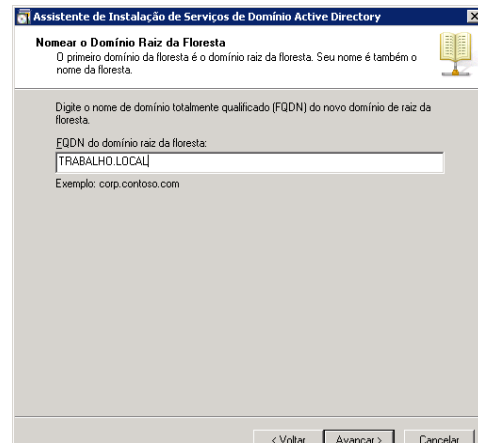 Assistente de Instalação de Serviços de Domínio Active Directory
Nomear o Domínio Raiz da Floresta
O primeiro domínio da floresta é o domínio raiz da floresta. Seu nome é também o
nome da floresta.
Digite o nome de domínio totalmente qualificado (FQDN) do novo domínio de raiz da
floresta.
FQDN do domínio raiz da floresta:
TRABALHO.LOCAL
Exemplo: corp.contoso.com
< Voltar Avançar > Cancelar